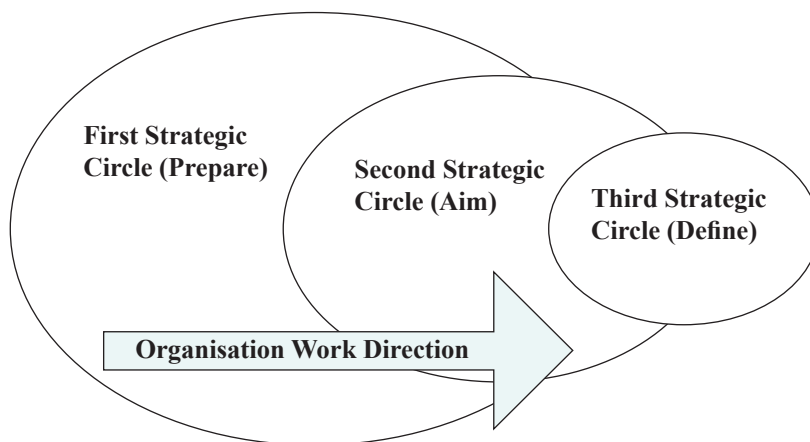 First Strategic
Circle (Prepare)
Second Strategic
Circle (Aim)
Third Strategic
Circle (Define)
Organisation Work Direction